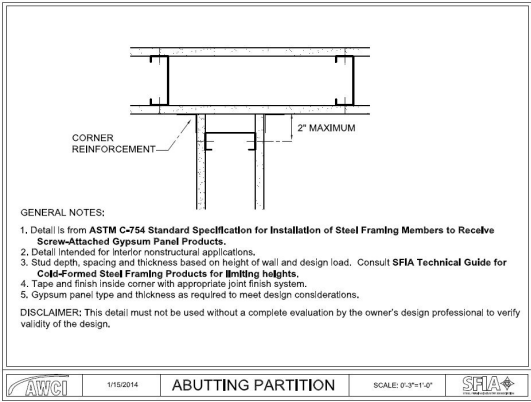 2" MAXIMUM
CORNER
REINFORCEMENT
GENERAL NOTES:
1. Detail is from ASTM C-754 Standard Specification for Installation of Steel Framing Members to Receive
Screw-Attached Gypsum Panel Products.
2. Detail intended for interior nonstructural applications.
3. Stud depth, spacing and thickness based on height of wall and design load. Consult SFIA Technical Guide for
Cold-Formed Steel Framing Products for limiting heights.
4. Tape and finish inside corner with appropriate joint finish system.
5. Gypsum panel type and thickness as required to meet design considerations.
DISCLAIMER: This detail must not be used without a complete evaluation by the owner's design professional to verify
validity of the design.
AWCI
1/15/2014
ABUTTING PARTITION
SCALE: 0'-3"=1'-0"
SFIA